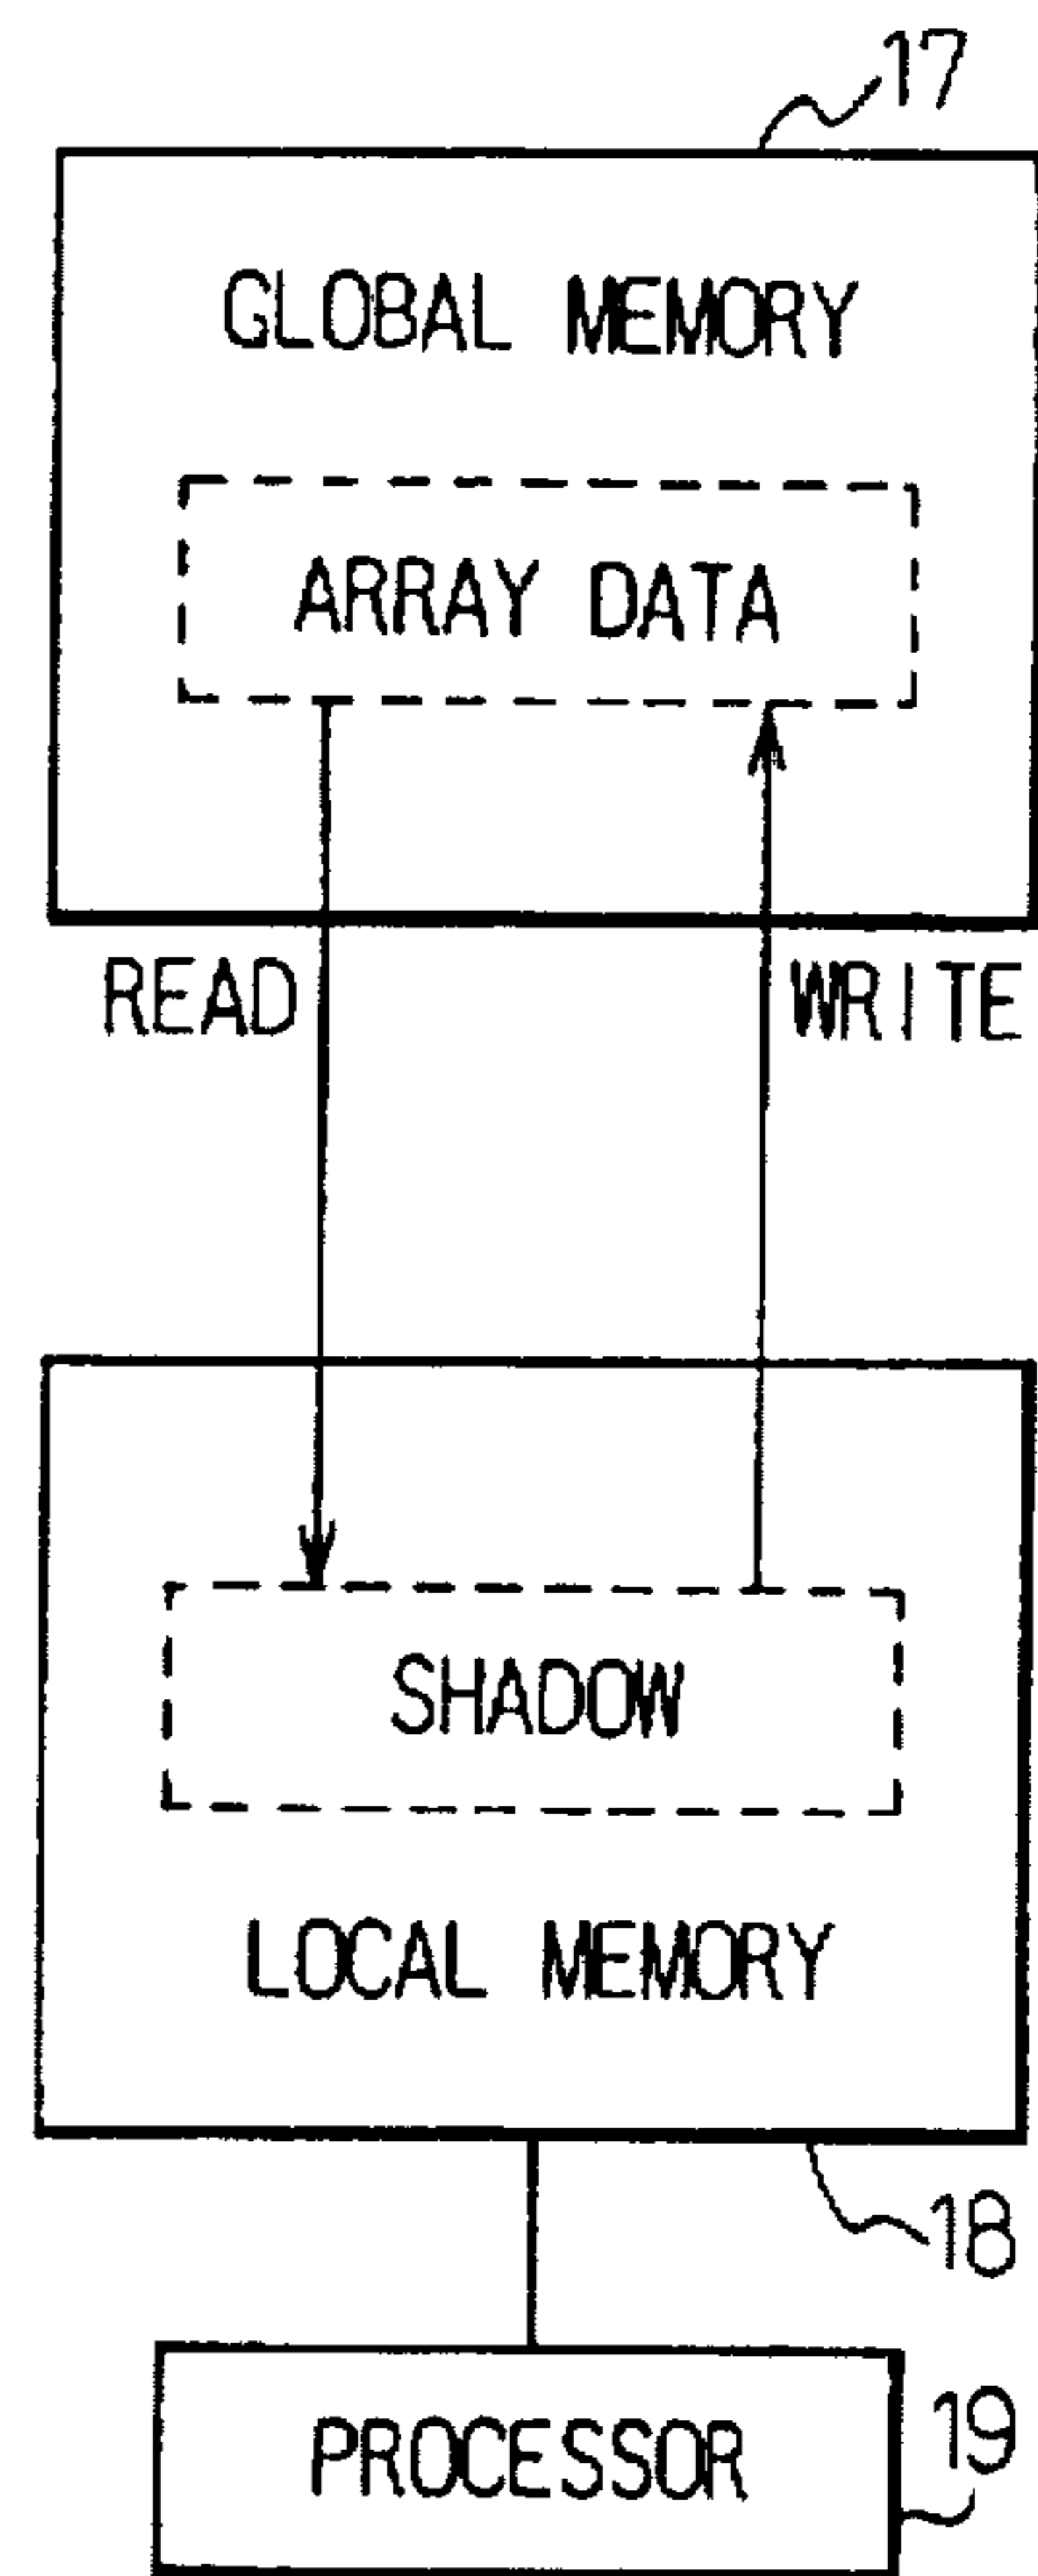 17
GLOBAL MEMORY
ARRAY DATA
READ
WRITE
SHADOW
LOCAL MEMORY
18
PROCESSOR
19